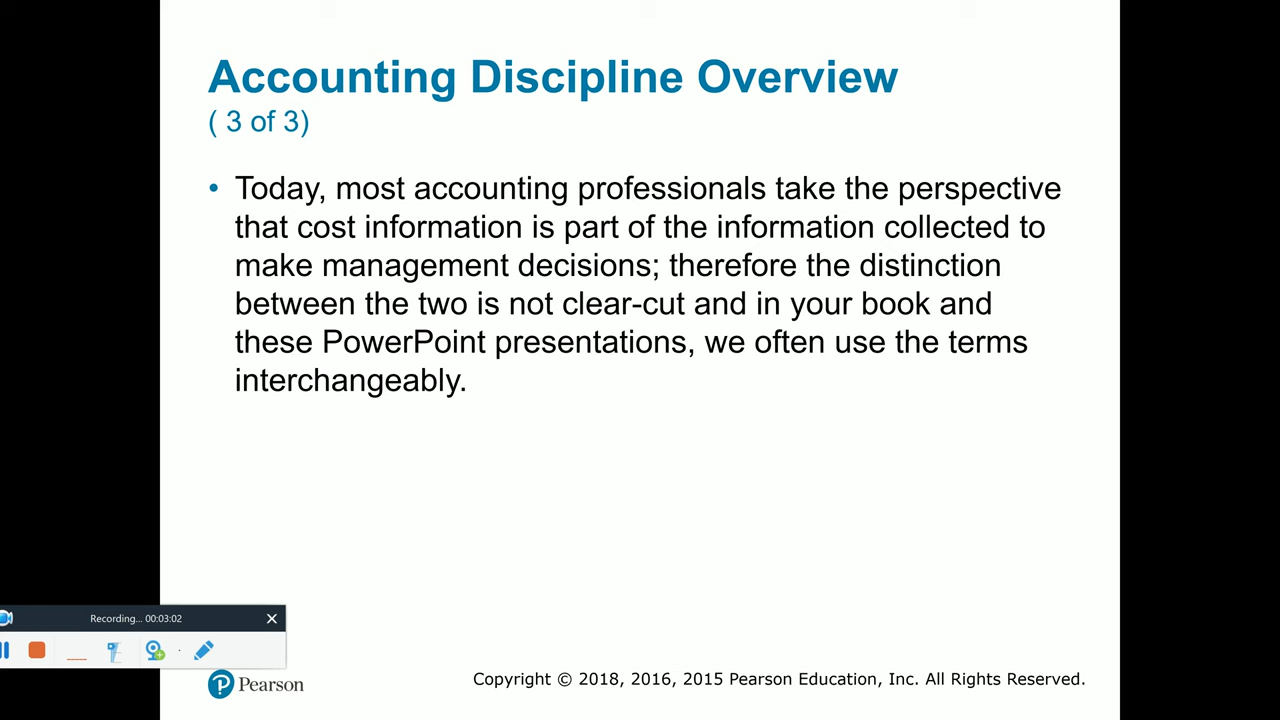 Accounting Discipline Overview
( 3 of 3)
• Today, most accounting professionals take the perspective
that cost information is part of the information collected to
make management decisions; therefore the distinction
between the two is not clear-cut and in your book and
these PowerPoint presentations, we often use the terms
interchangeably.
Recording... 00:03:02
Pearson
Copyright © 2018, 2016, 2015 Pearson Education, Inc. All Rights Reserved.